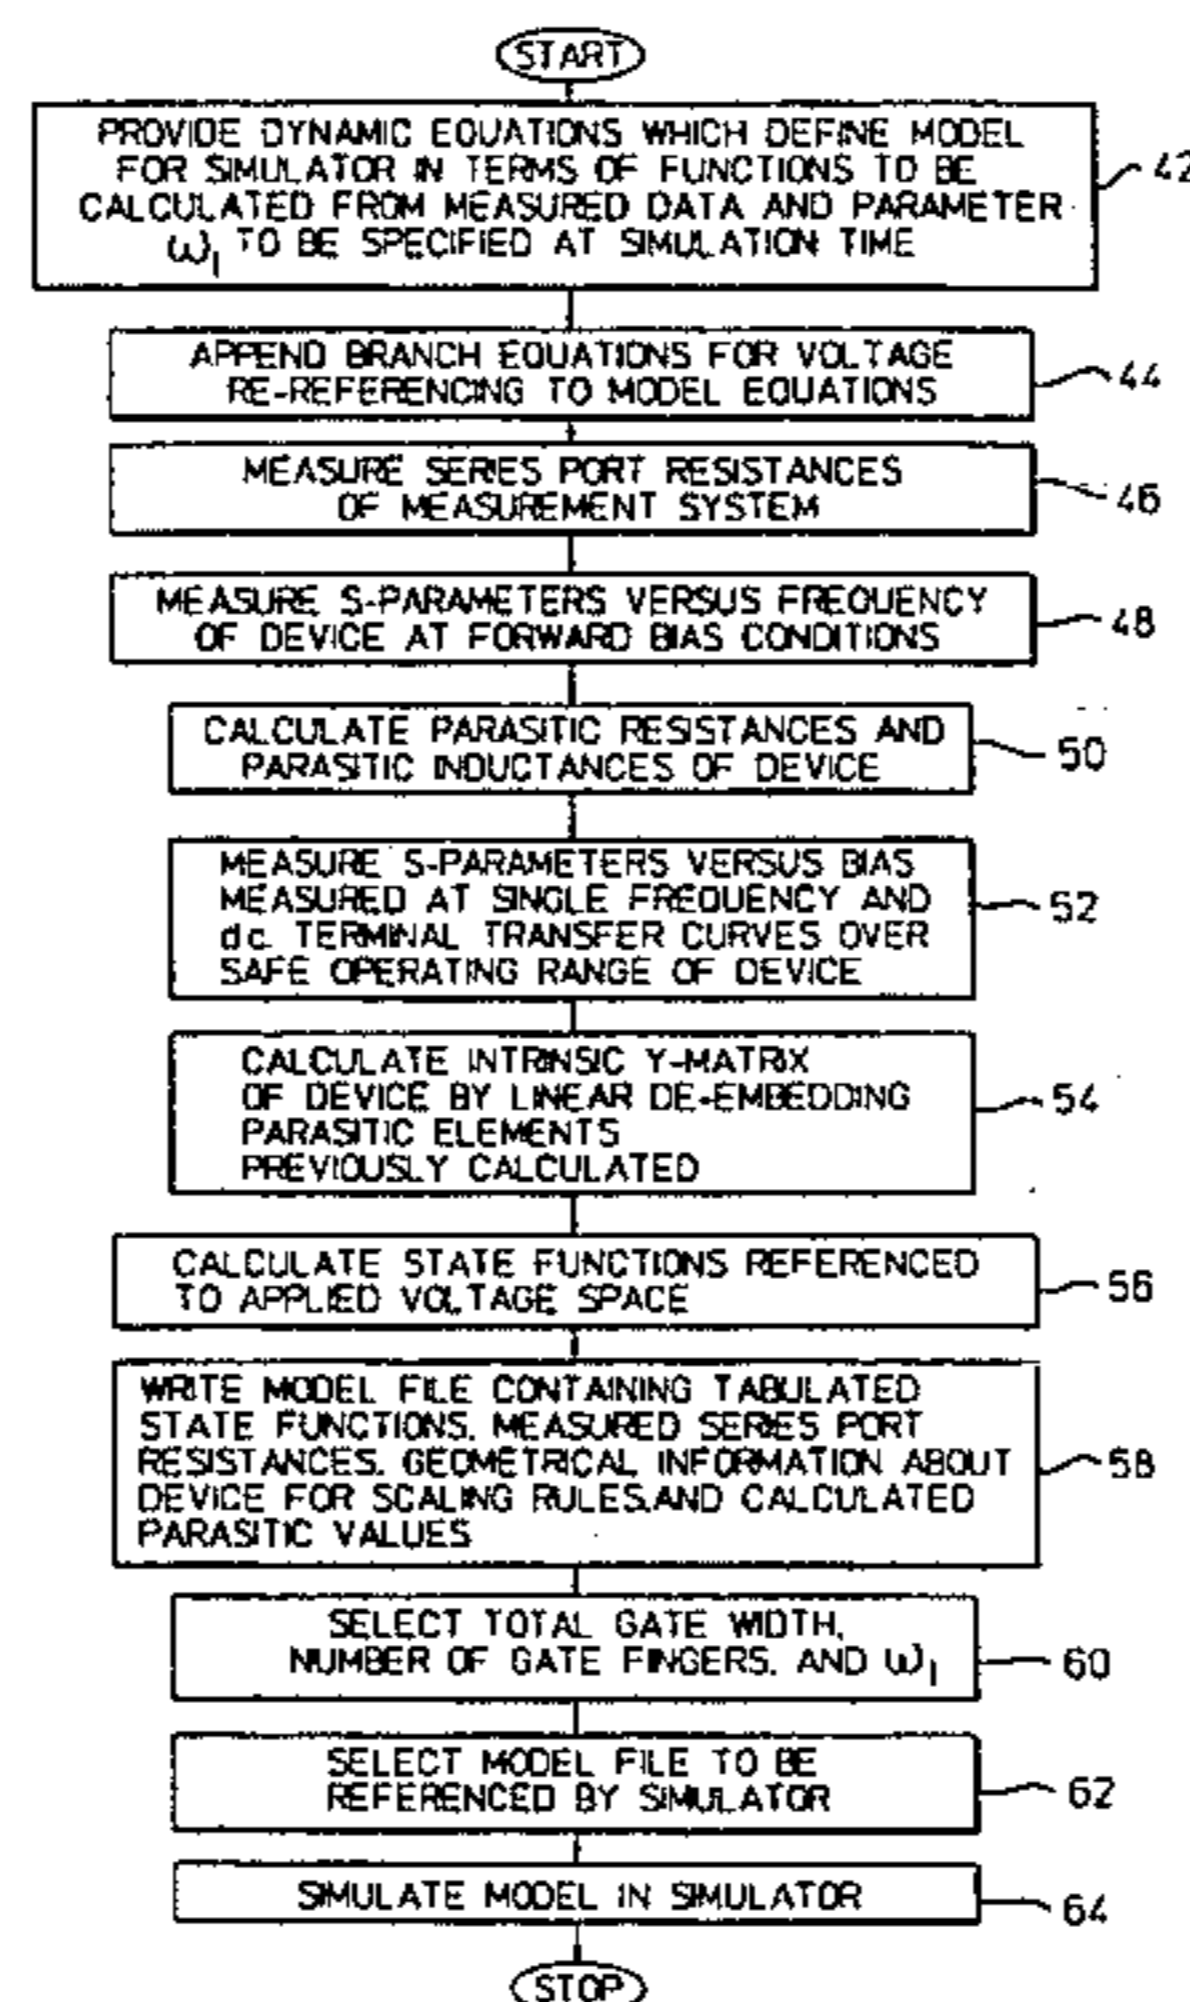 START
PROVIDE DYNAMIC EQUATIONS WHICH DEFINE MODEL
FOR SIMULATOR IN TERMS OF FUNCTIONS TO BE
CALCULATED FROM MEASURED DATA AND PARAMETER
ω₁ TO BE SPECIFIED AT SIMULATION TIME
42
APPEND BRANCH EQUATIONS FOR VOLTAGE
RE-REFERENCING TO MODEL EQUATIONS
44
MEASURE SERIES PORT RESISTANCES
OF MEASUREMENT SYSTEM
46
MEASURE S-PARAMETERS VERSUS FREQUENCY
OF DEVICE AT FORWARD BIAS CONDITIONS
48
CALCULATE PARASITIC RESISTANCES AND
PARASITIC INDUCTANCES OF DEVICE
50
MEASURE S-PARAMETERS VERSUS BIAS
MEASURED AT SINGLE FREQUENCY AND
dc. TERMINAL TRANSFER CURVES OVER
SAFE OPERATING RANGE OF DEVICE
52
CALCULATE INTRINSIC Y-MATRIX
OF DEVICE BY LINEAR DE-EMBEDDING
PARASITIC ELEMENTS
PREVIOUSLY CALCULATED
54
CALCULATE STATE FUNCTIONS REFERENCED
TO APPLIED VOLTAGE SPACE
56
WRITE MODEL FILE CONTAINING TABULATED
STATE FUNCTIONS, MEASURED SERIES PORT
RESISTANCES, GEOMETRICAL INFORMATION ABOUT
DEVICE FOR SCALING RULES,AND CALCULATED
PARASITIC VALUES
58
SELECT TOTAL GATE WIDTH,
NUMBER OF GATE FINGERS, AND ω₁
60
SELECT MODEL FILE TO BE
REFERENCED BY SIMULATOR
62
SIMULATE MODEL IN SIMULATOR
64
STOP